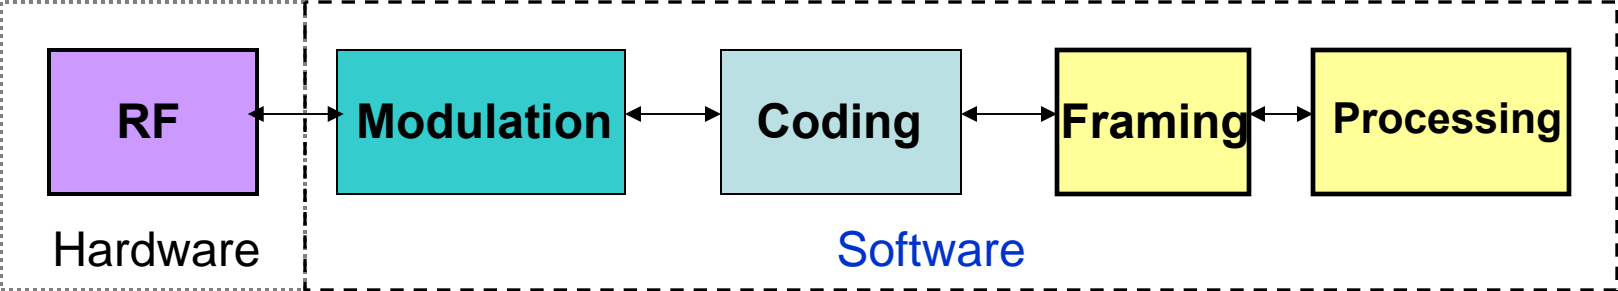 RF
Modulation
Coding
Framing
Processing
Hardware
Software